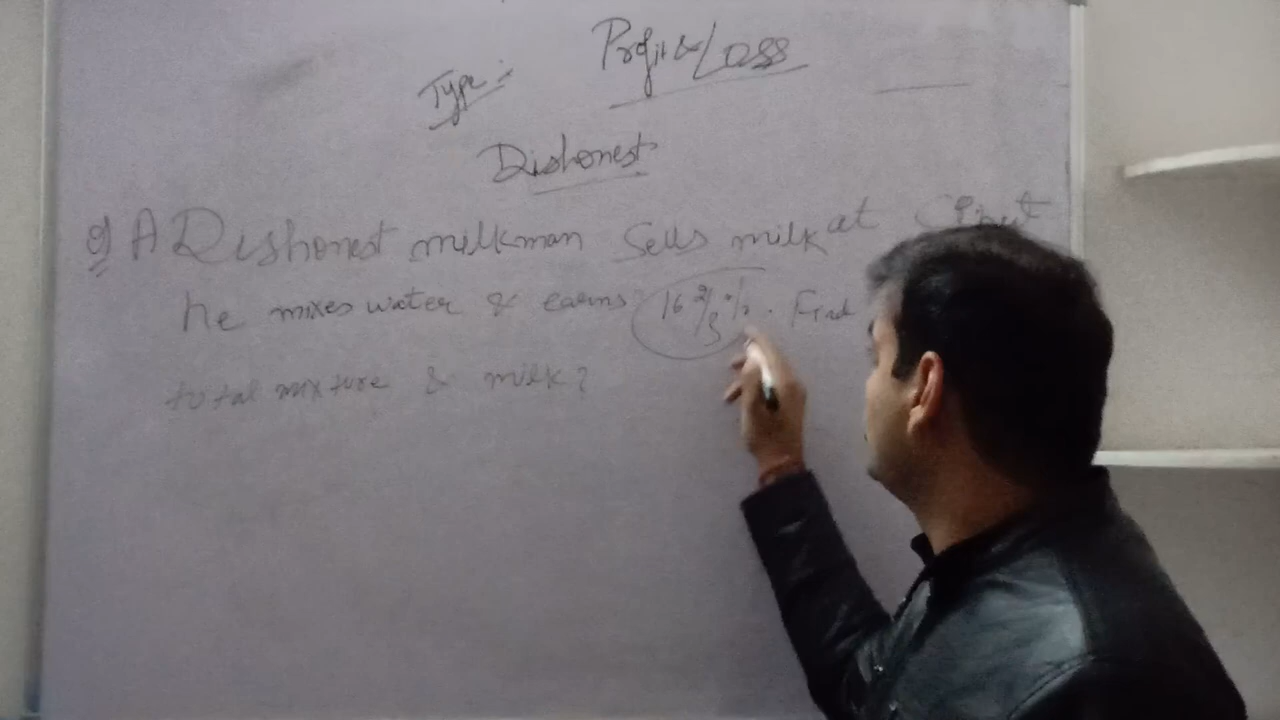 Profit & Loss
Type:-
Dishonest
Q A Dishonest milkman sells milk at
he mixes water & earns 16 2/3 %. Find
total mixture & milk?